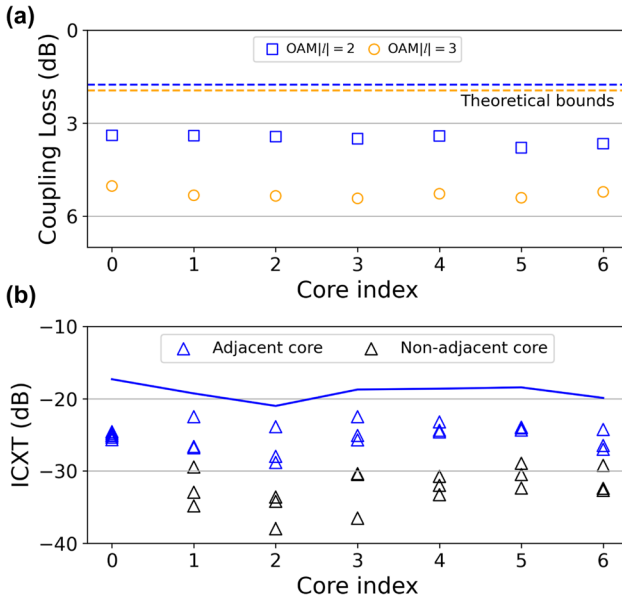 (a)
0
3
6
Coupling Loss (dB)
OAM|l| = 2 OAM|l| = 3
Theoretical bounds
0 1 2 3 4 5 6
Core index
(b)
−10
−20
−30
−40
ICXT (dB)
Adjacent core Non-adjacent core
0 1 2 3 4 5 6
Core index